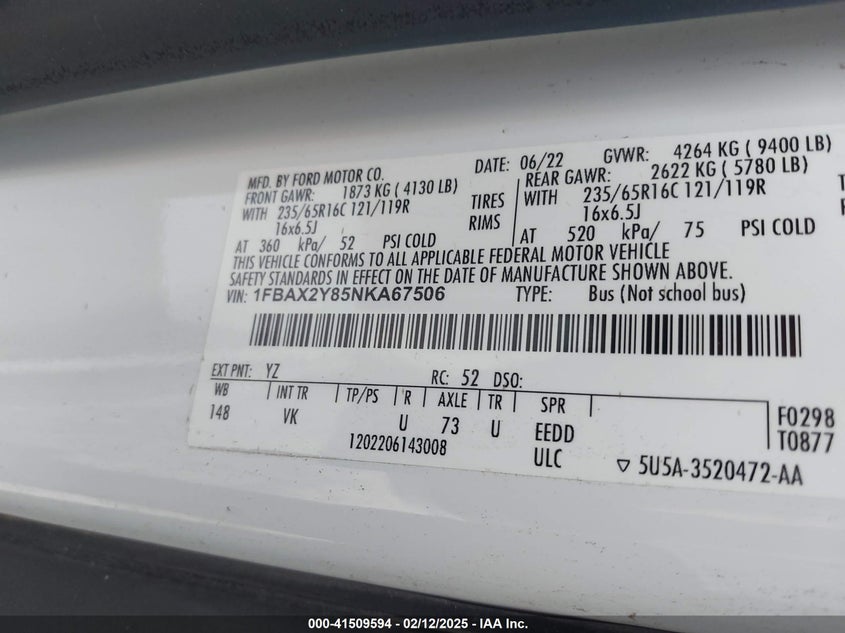 MFD. BY FORD MOTOR CO. DATE: 06/22 GVWR: 4264 KG ( 9400 LB)
FRONT GAWR: 1873 KG ( 4130 LB) REAR GAWR: 2622 KG ( 5780 LB)
WITH 235/65R16C 121/119R TIRES WITH 235/65R16C 121/119R
16x6.5J RIMS 16x6.5J
AT 360 kPa/ 52 PSI COLD AT 520 kPa/ 75 PSI COLD
THIS VEHICLE CONFORMS TO ALL APPLICABLE FEDERAL MOTOR VEHICLE
SAFETY STANDARDS IN EFFECT ON THE DATE OF MANUFACTURE SHOWN ABOVE.
VIN: 1FBAX2Y85NKA67506 TYPE: Bus (Not school bus)
EXT PNT: YZ RC: 52 DSO:
WB INT TR TP/PS R AXLE TR SPR
148 VK U 73 U EEDD
1202206143008 ULC
F0298
T0877
▽ 5U5A-3520472-AA
000-41509594 - 02/12/2025 - IAA Inc.